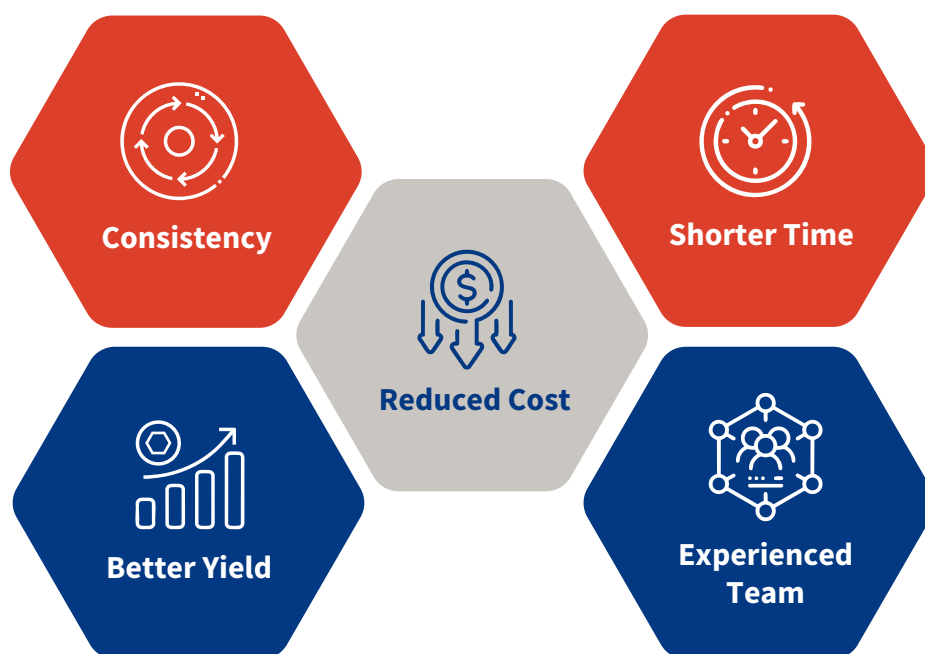 Consistency
Shorter Time
Reduced Cost
Better Yield
Experienced
Team